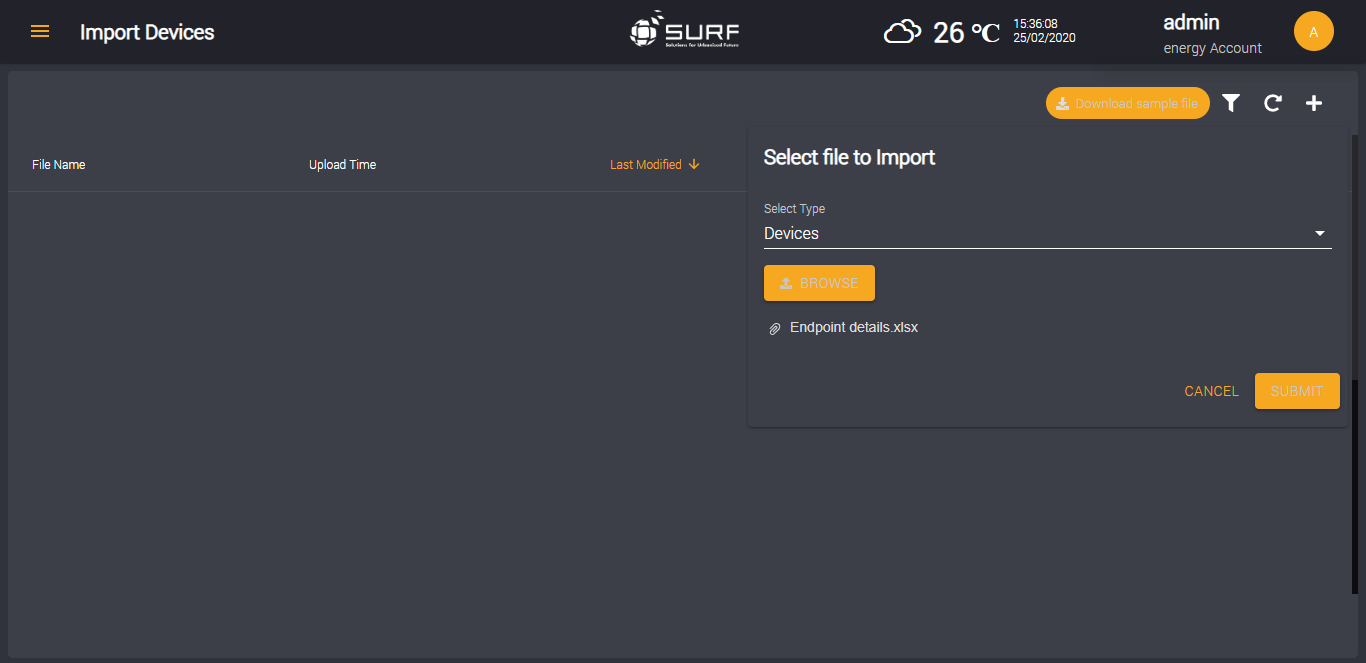 Import Devices
SURF
Solutions for Urbanized Future
26 °C
15:36:08
25/02/2020
admin
energy Account
A
Download sample file
File Name
Upload Time
Last Modified
Select file to Import
Select Type
Devices
BROWSE
Endpoint details.xlsx
CANCEL
SUBMIT